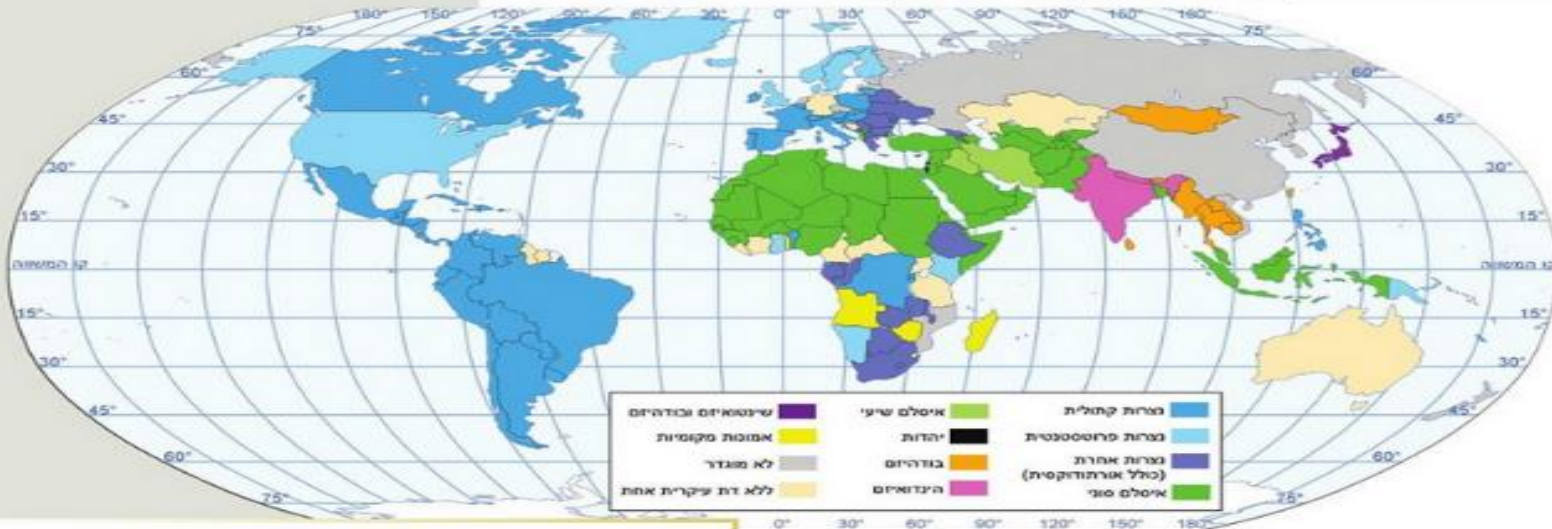 180° 150° 120° 90° 60° 30° 0° 30° 60° 90° 120° 150° 180°
75° 75°
60° 60°
45° 45°
30° 30°
15° 15°
קו המשווה קו המשווה
15° 15°
30° 30°
45° 45°
60° 60°
75° 75°
נצרות קתולית
נצרות פרוטסטנטית
נצרות אחרת
(כולל אורתודוקסית)
איסלם סוני
איסלם שיעי
יהדות
בודהיזם
הינדואיזם
שינטואיזם ובודהיזם
אמונות מקומיות
לא מוגדר
ללא דת עיקרית אחת
0° 30° 60° 90° 120° 150° 180°